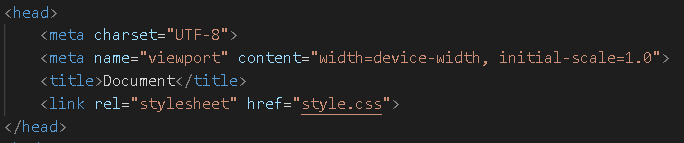 <head>
<meta charset="UTF-8">
<meta name="viewport" content="width=device-width, initial-scale=1.0">
<title>Document</title>
<link rel="stylesheet" href="style.css">
</head>